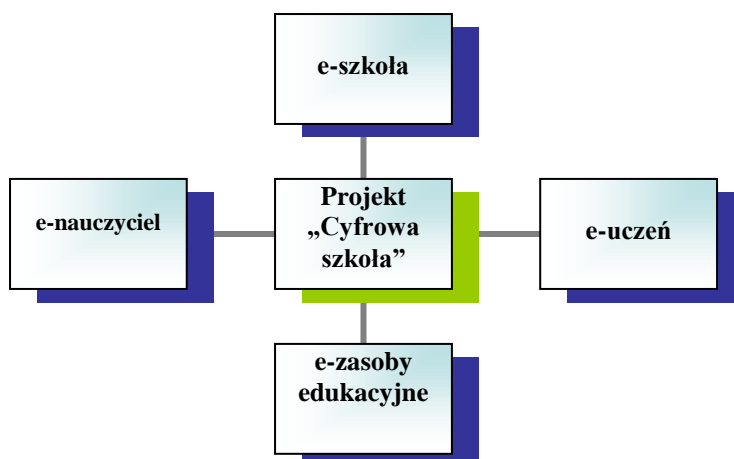 e-szkoła
e-nauczyciel
Projekt
„Cyfrowa
szkoła”
e-uczeń
e-zasoby
edukacyjne